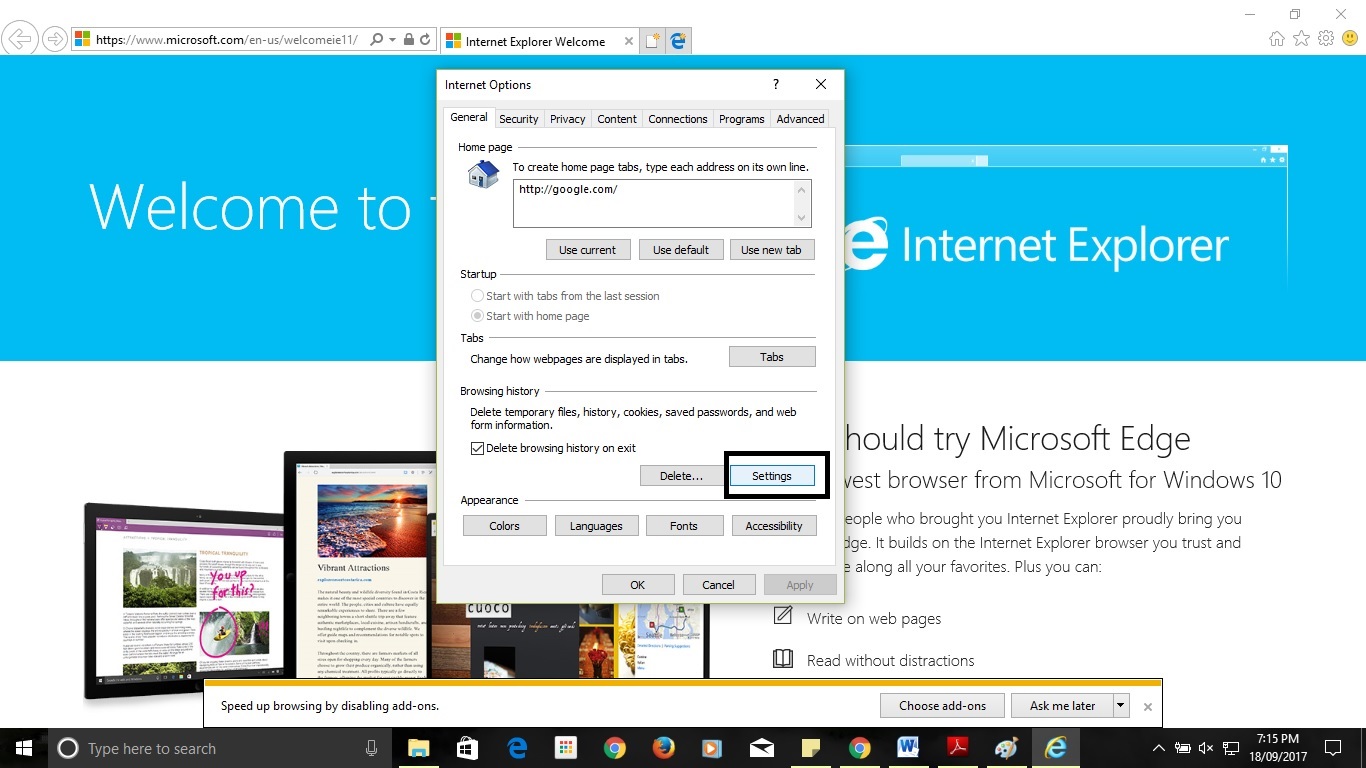 https://www.microsoft.com/en-us/welcomeie11/
Internet Explorer Welcome
Welcome to
Internet Explorer
Internet Options
?
General
Security
Privacy
Content
Connections
Programs
Advanced
Home page
To create home page tabs, type each address on its own line.
http://google.com/
Use current
Use default
Use new tab
Startup
Start with tabs from the last session
Start with home page
Tabs
Change how webpages are displayed in tabs.
Tabs
Browsing history
Delete temporary files, history, cookies, saved passwords, and web
form information.
Delete browsing history on exit
Delete...
Settings
Appearance
Colors
Languages
Fonts
Accessibility
OK
Cancel
Apply
hould try Microsoft Edge
west browser from Microsoft for Windows 10
eople who brought you Internet Explorer proudly bring you
dge. It builds on the Internet Explorer browser you trust and
e along all your favorites. Plus you can:
Write on web pages
Read without distractions
TROPICAL TRANQUILITY
you up
for this?
Vibrant Attractions
CUOCO
Speed up browsing by disabling add-ons.
Choose add-ons
Ask me later
Type here to search
7:15 PM
18/09/2017